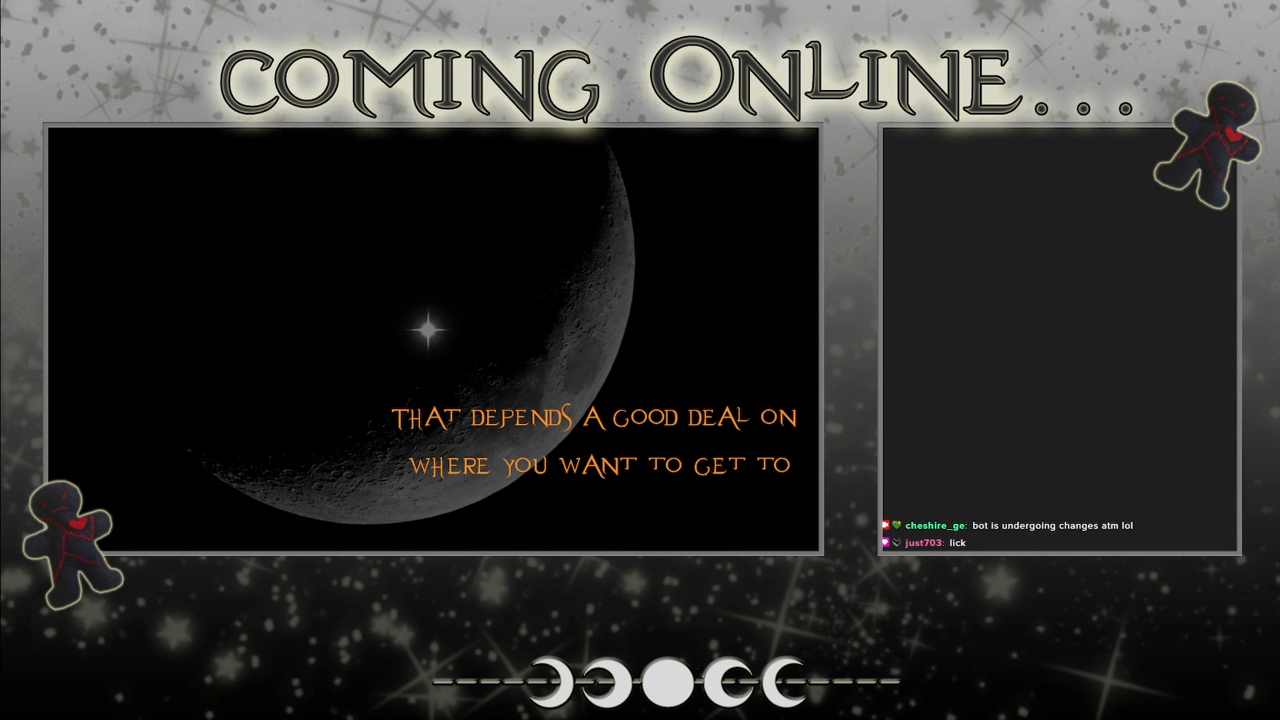 COMING ONLINE...
THAT DEPENDS A GOOD DEAL ON
WHERE YOU WANT TO GET TO
cheshire_ge: bot is undergoing changes atm lol
just703: lick